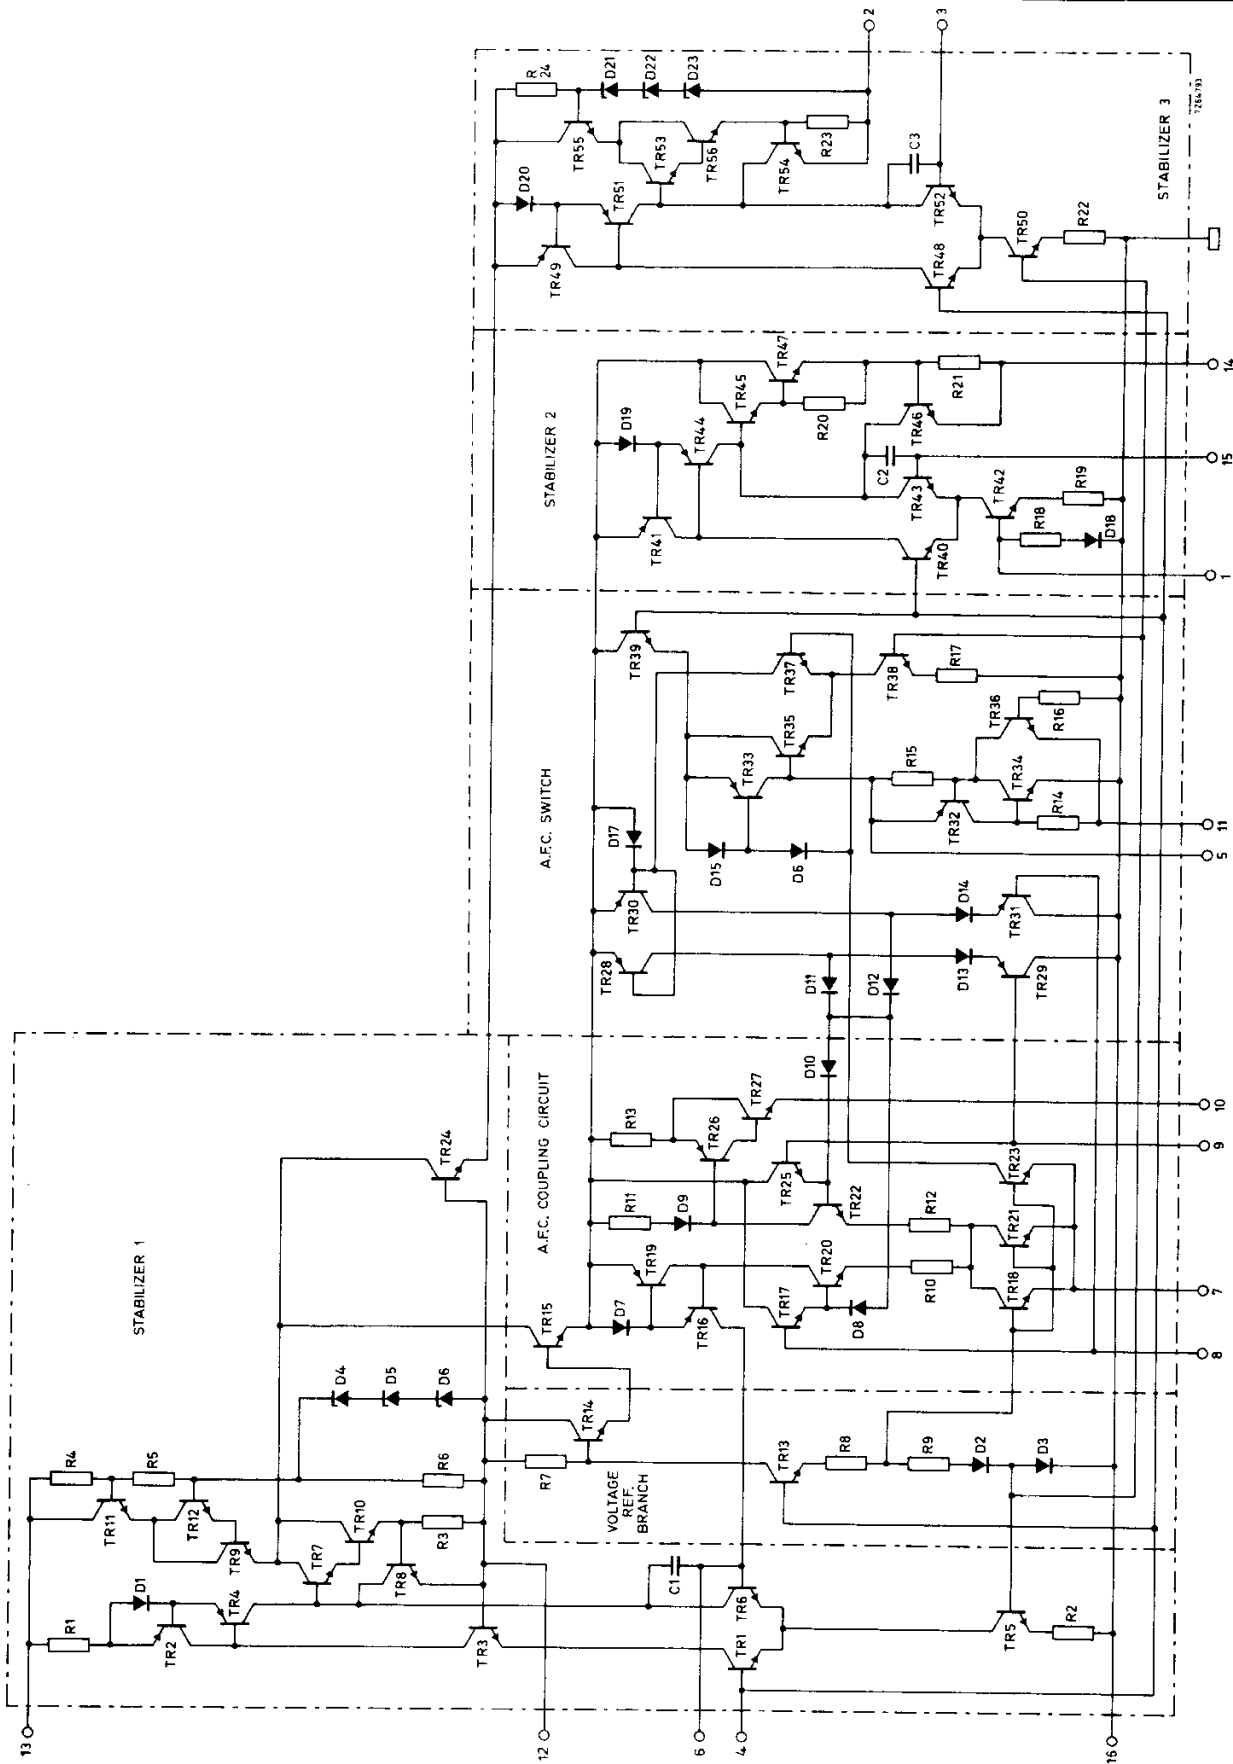 STABILIZER 1
13
R1
D1
TR2
TR4
TR11
R4
R5
TR12
TR9
TR7
TR10
TR8
R3
R6
D4
D5
D6
TR24
12
TR3
6
4
C1
TR1
TR6
TR5
R2
16
VOLTAGE
REF.
BRANCH
R7
TR14
TR13
R8
R9
D2
D3
A.F.C. COUPLING CIRCUIT
TR15
D7
TR19
TR16
R11
D9
R13
TR26
TR27
TR17
TR20
D8
TR25
TR22
R10
R12
TR18
TR21
TR23
D10
8
7
9
10
A.F.C. SWITCH
TR28
TR30
D17
D11
D12
D13
D14
TR29
TR31
TR39
D15
D6
TR33
TR35
TR37
TR38
R17
R15
TR32
TR34
R14
TR36
R16
5
11
STABILIZER 2
TR41
D19
TR44
TR45
TR47
R20
C2
TR46
R21
TR40
TR43
TR42
R18
D18
R19
1
15
14
STABILIZER 3
TR49
D20
TR51
TR55
R
24
D21
D22
D23
TR53
TR56
TR54
R23
C3
TR48
TR52
TR50
R22
2
3
7Z64793